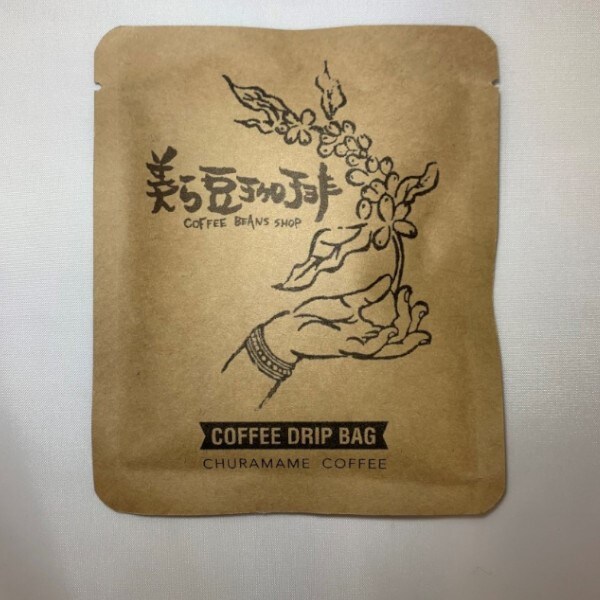 美ら豆珈琲
COFFEE BEANS SHOP
COFFEE DRIP BAG
CHURAMAME COFFEE